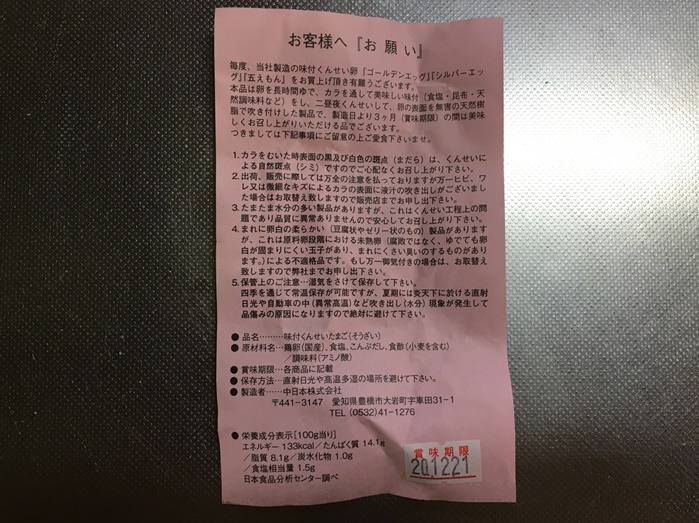 お客様へ『お願い』
毎度、当社製造の味付くんせい卵『ゴールデンエッグ』『シルバーエッ
グ』『五えもん』をお買上げ頂き有難うございます。
本品は卵を長時間ゆで、カラを通して美味しい味付(食塩・昆布・天
然調味料など)をし、二昼夜くんせいして、卵の表面を無害の天然樹
脂で吹き付けした製品で、製造日より3ヶ月(賞味期限)の間は美味
しくお召し上がりいただける品でございます。
つきましては下記事項にご留意の上ご愛食下さいませ。
1.カラをむいた時表面の黒及び白色の斑点(まだら)は、くんせいに
よる自然斑点(シミ)ですのでご心配なくお召し上がり下さい。
2.出荷、販売に際しては万全の注意を払っておりますが万一ヒビ、ワ
レ又は微細なキズによるカラの表面に液汁の吹き出しがございまし
た場合はお取替え致しますので販売店までお申し出下さい。
3.たまたま水分の多い製品がありますが、これはくんせい工程上の問
題であり品質に異常ありませんので安心してお召し上がり下さい。
4.まれに卵白の柔らかい(豆腐状やゼリー状のもの)製品があります
が、これは原料卵段階における未熟卵(腐敗ではなく、ゆでても卵
白が固まりにくい玉子があり、まれにくさい臭いのするものがあり
ます。)による不適格品です。もし万一御気付きの場合は、お取替え
致しますので弊社までお申し出下さい。
5.保管上のご注意…湿気をさけて保存して下さい。
四季を通じて常温保存が可能ですが、夏期には炎天下に於ける直射
日光や自動車の中(異常高温)など吹き出し(水分)現象が発生して
品傷みの原因になりますので絶対に避けて下さい。
●品名………味付くんせいたまご(そうざい)
●原材料名…鶏卵(国産)、食塩、こんぶだし、食酢(小麦を含む)
/調味料(アミノ酸)
●賞味期限…各商品に記載
●保存方法…直射日光や高温多湿の場所を避けて下さい。
●製造者……中日本株式会社
〒441-3147 愛知県豊橋市大岩町字車田31-1
TEL (0532)41-1276
●栄養成分表示[100g当り]
エネルギー 133kcal/たんぱく質 14.1g
/脂質 8.1g/炭水化物 1.0g
/食塩相当量 1.5g
日本食品分析センター調べ
賞味期限
20.12.21